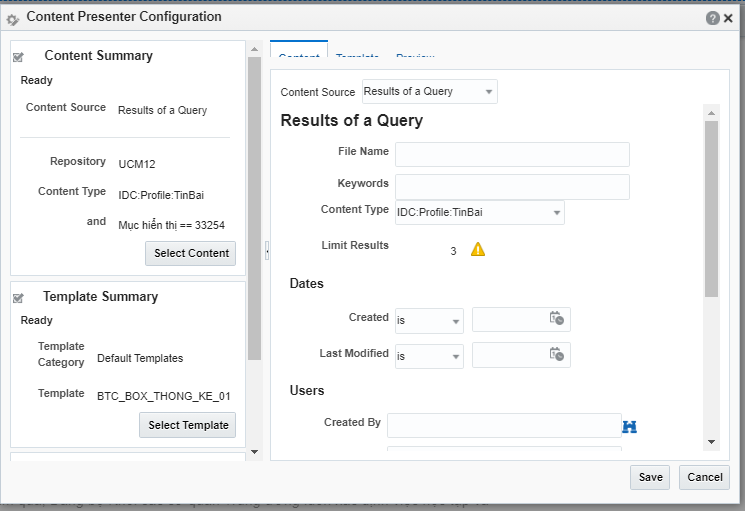 Content Presenter Configuration
Content Summary
Ready
Content Source Results of a Query
Repository UCM12
Content Type IDC:Profile:TinBai
and Mục hiển thị == 33254
Select Content
Template Summary
Ready
Template Category Default Templates
Template BTC_BOX_THONG_KE_01
Select Template
Content Template Preview
Content Source Results of a Query
Results of a Query
File Name
Keywords
Content Type IDC:Profile:TinBai
Limit Results 3
Dates
Created is
Last Modified is
Users
Created By
Save Cancel